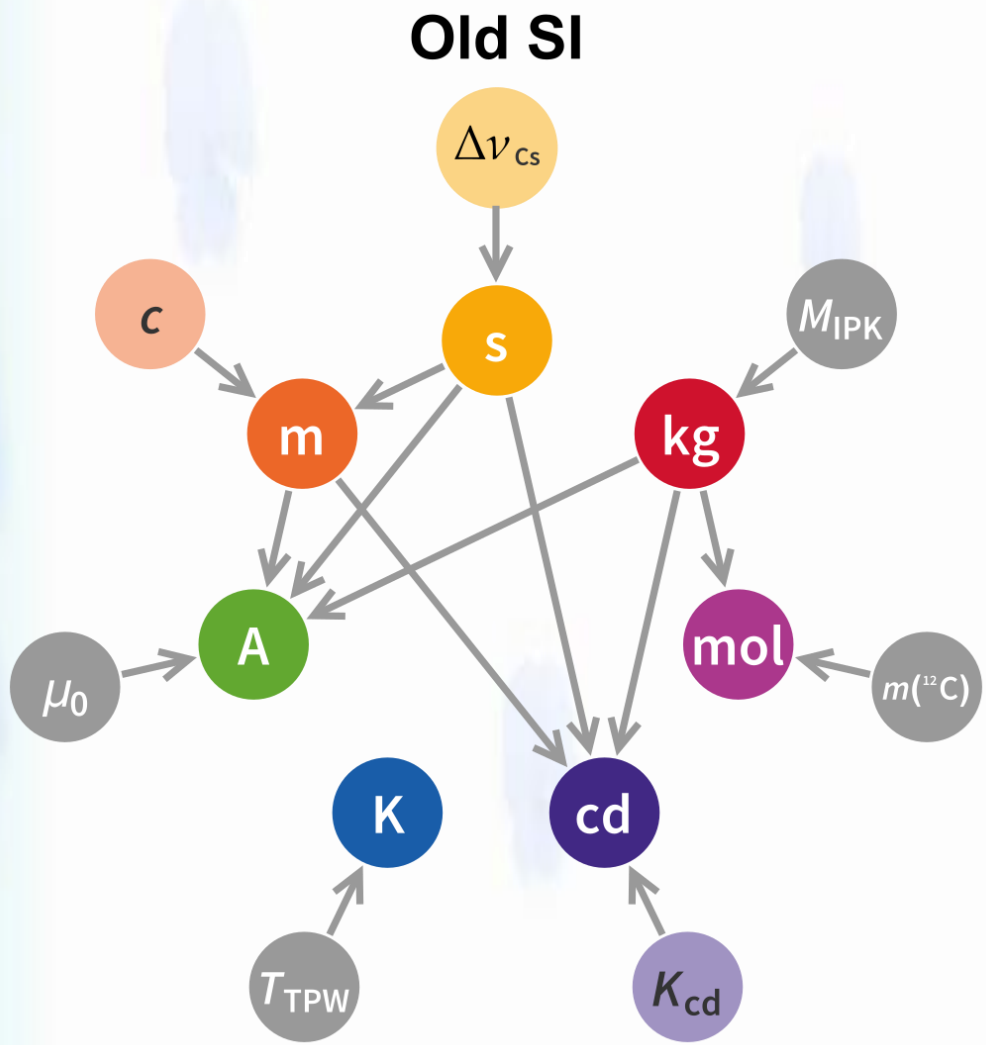 Old SI
Δν Cs
c
s
M IPK
m
kg
A
mol
μ0
m(¹²C)
K
cd
T TPW
K cd